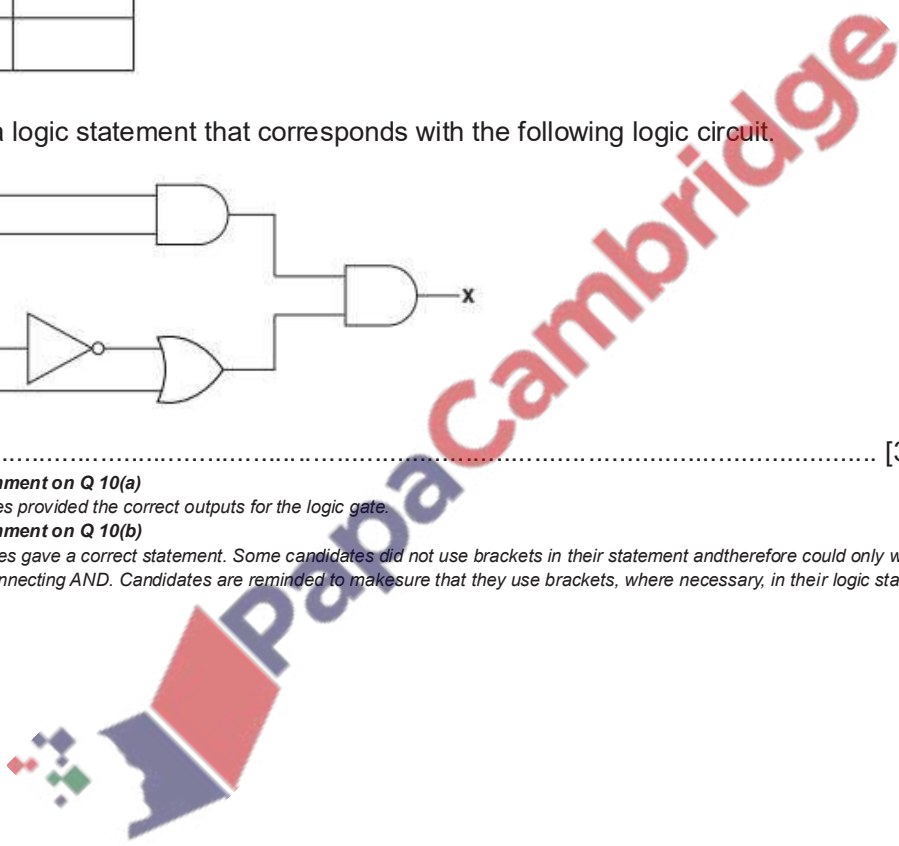 a logic statement that corresponds with the following logic circuit.
X
[3
nment on Q 10(a)
es provided the correct outputs for the logic gate.
nment on Q 10(b)
es gave a correct statement. Some candidates did not use brackets in their statement andtherefore could only w
nnecting AND. Candidates are reminded to makesure that they use brackets, where necessary, in their logic sta
PapaCambridge